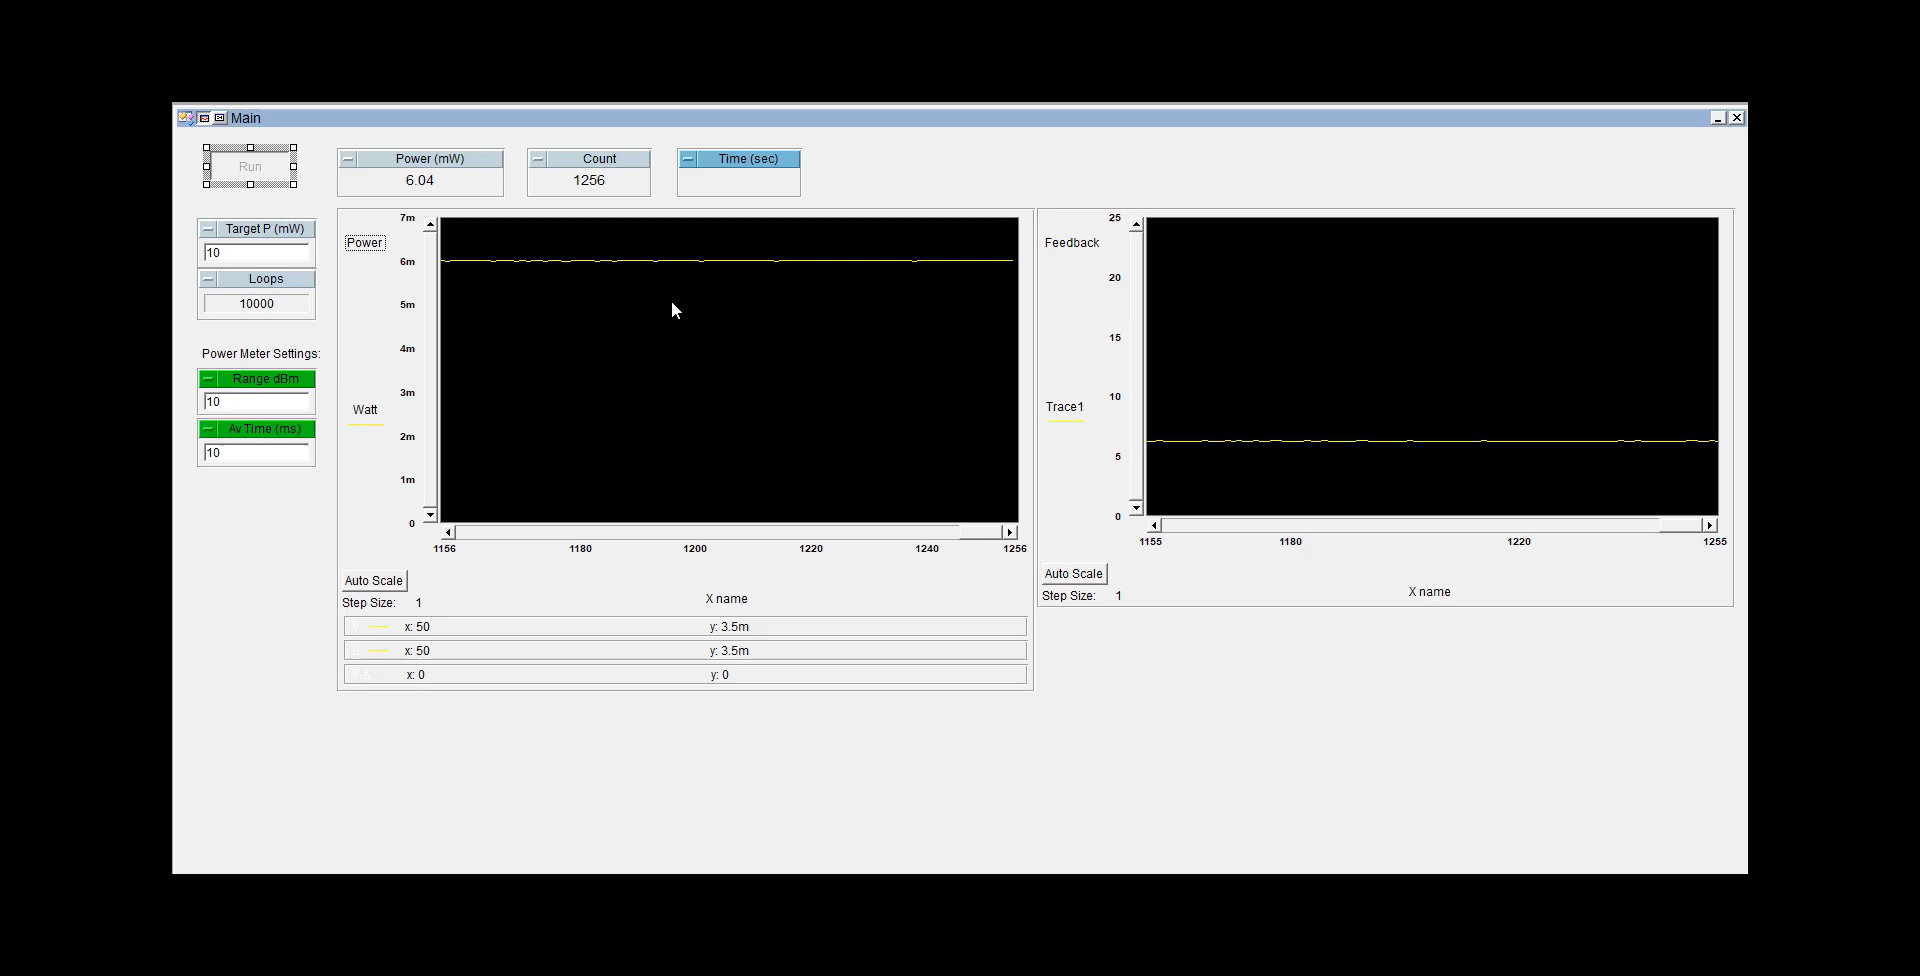 Main
Run
Power (mW)
6.04
Count
1256
Time (sec)
Target P (mW)
10
Loops
10000
Power Meter Settings:
Range dBm
10
Av Time (ms)
10
Power
Watt
7m
6m
5m
4m
3m
2m
1m
0
1156 1180 1200 1220 1240 1256
Auto Scale
Step Size: 1
X name
x: 50 y: 3.5m
x: 50 y: 3.5m
x: 0 y: 0
Feedback
Trace1
25
20
15
10
5
0
1155 1180 1220 1255
Auto Scale
Step Size: 1
X name